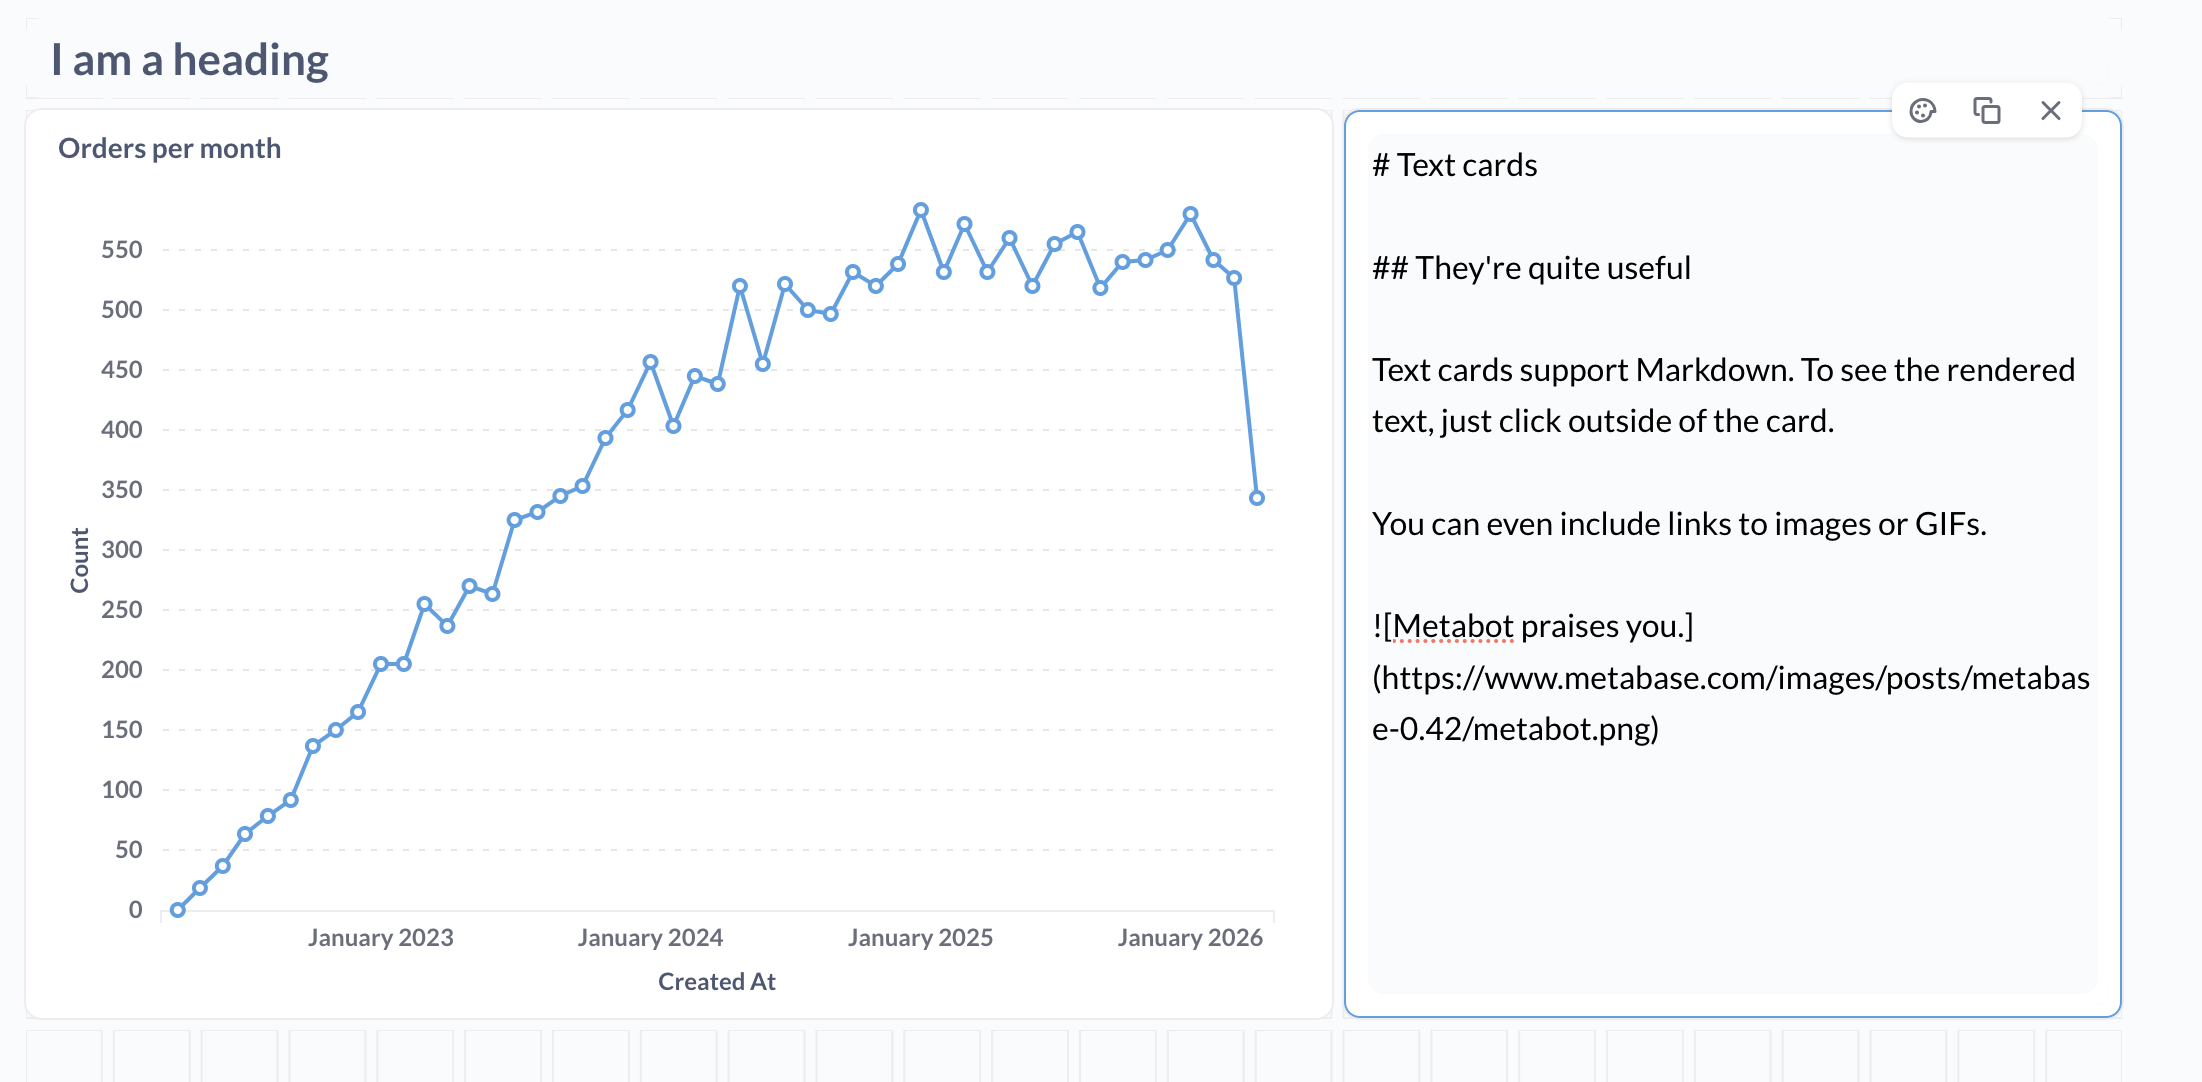 I am a heading
Orders per month
550
500
450
400
350
300
250
200
150
100
50
0
Count
January 2023
January 2024
January 2025
January 2026
Created At
# Text cards
## They're quite useful
Text cards support Markdown. To see the rendered
text, just click outside of the card.
You can even include links to images or GIFs.
![Metabot praises you.]
(https://www.metabase.com/images/posts/metabas
e-0.42/metabot.png)